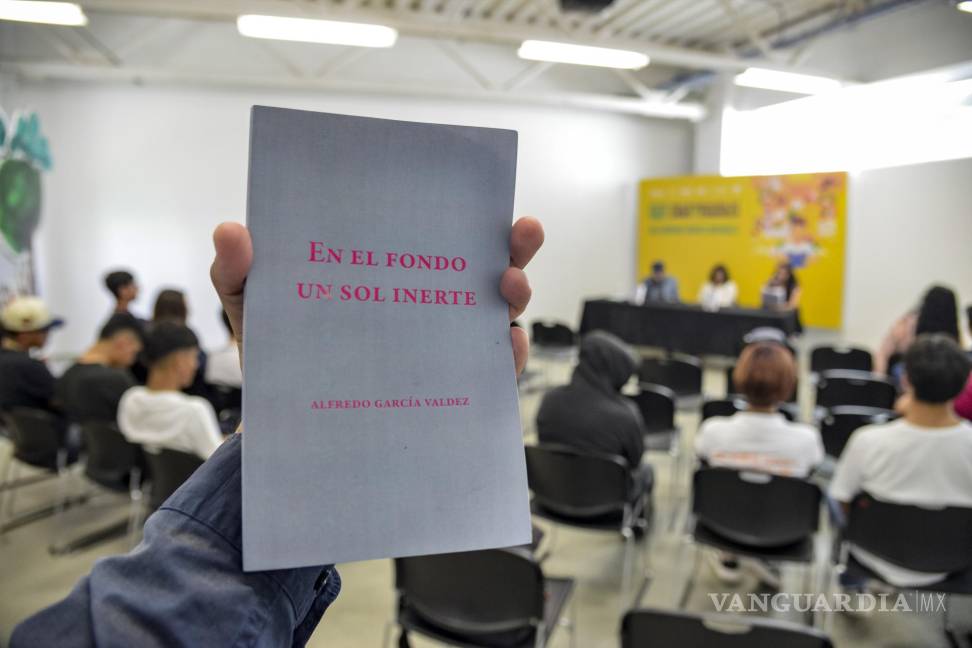 En el fondo
un sol inerte
Alfredo García Valdez
VANGUARDIA|MX